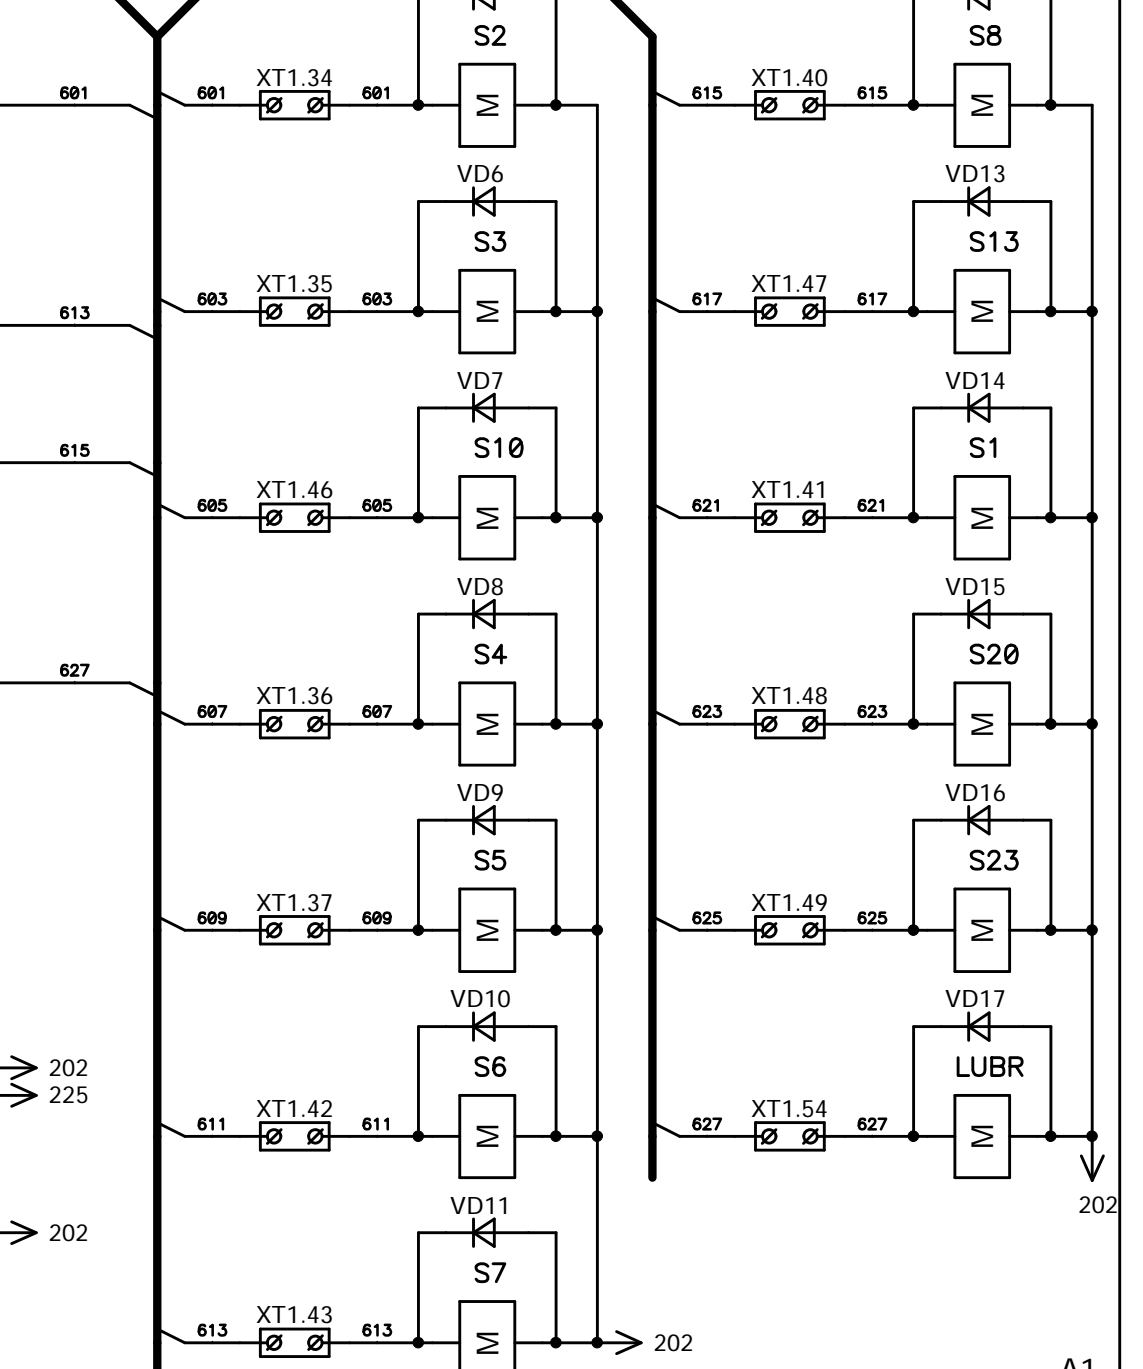 S2
S8
XT1.34
XT1.40
601
601
601
615
615
M
M
VD6
VD13
S3
S13
XT1.35
XT1.47
613
603
603
617
617
M
M
VD7
VD14
S10
S1
615
XT1.46
XT1.41
605
605
621
621
M
M
VD8
VD15
S4
S20
627
XT1.36
XT1.48
607
607
623
623
M
M
VD9
VD16
S5
S23
XT1.37
XT1.49
609
609
625
625
M
M
VD10
VD17
202
S6
LUBR
225
XT1.42
XT1.54
611
611
627
627
M
M
VD11
202
202
S7
XT1.43
613
613
M
202
A1